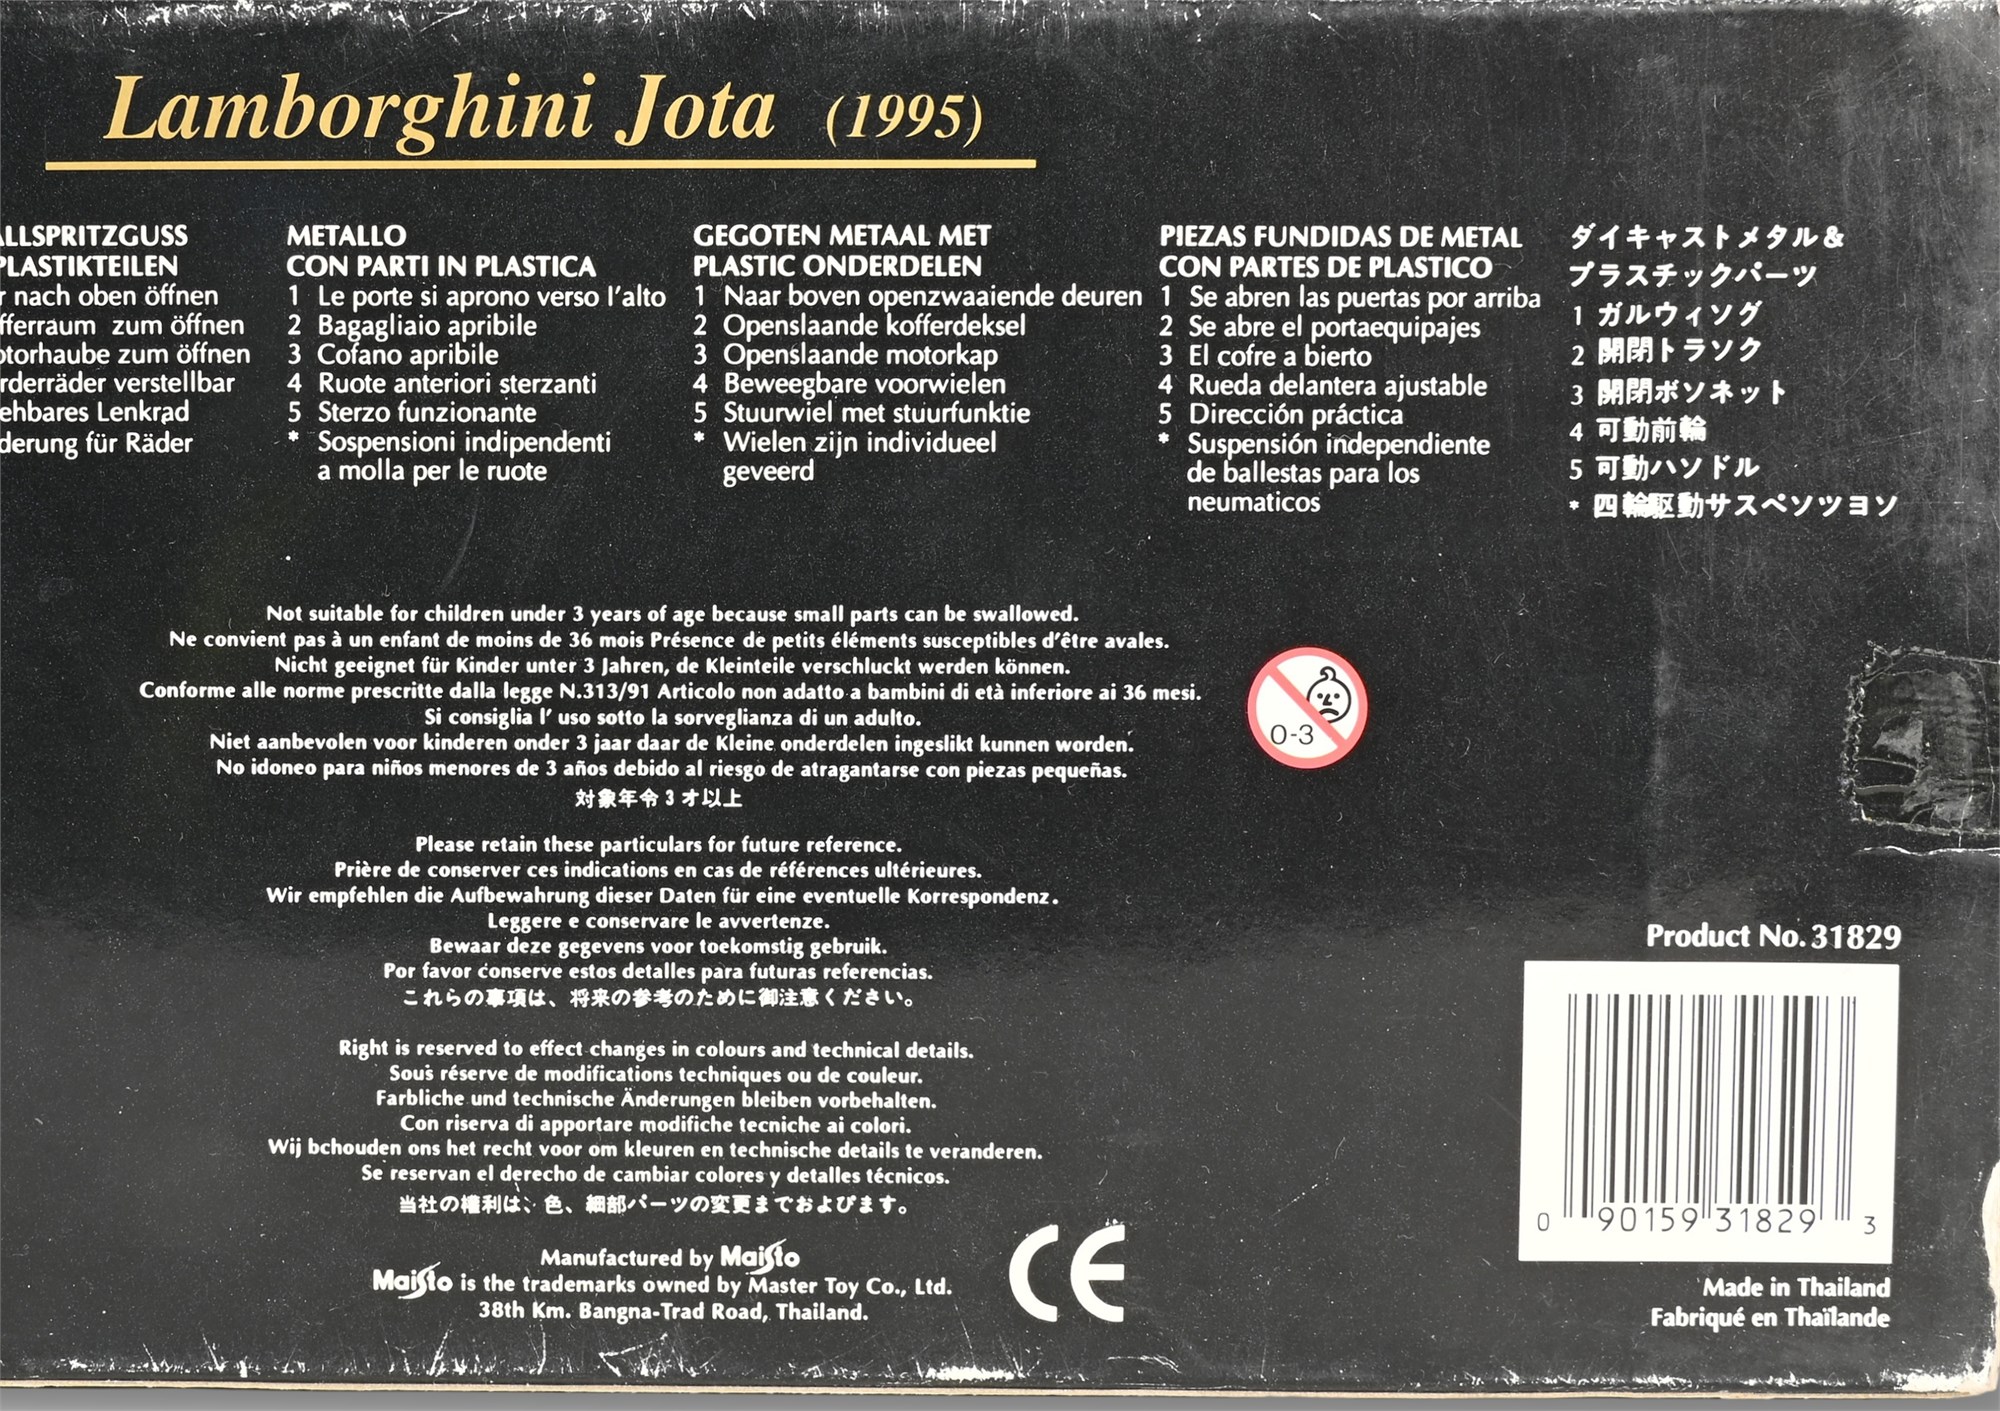 Lamborghini Jota (1995)
ALLSPRITZGUSS
PLASTIKTEILEN
r nach oben öffnen
fferraum zum öffnen
otorhaube zum öffnen
rderräder verstellbar
ehbares Lenkrad
derung für Räder
METALLO
CON PARTI IN PLASTICA
1 Le porte si aprono verso l'alto
2 Bagagliaio apribile
3 Cofano apribile
4 Ruote anteriori sterzanti
5 Sterzo funzionante
* Sospensioni indipendenti
a molla per le ruote
GEGOTEN METAAL MET
PLASTIC ONDERDELEN
1 Naar boven openzwaaiende deuren
2 Openslaande kofferdeksel
3 Openslaande motorkap
4 Beweegbare voorwielen
5 Stuurwiel met stuurfunktie
* Wielen zijn individueel
geveerd
PIEZAS FUNDIDAS DE METAL
CON PARTES DE PLASTICO
1 Se abren las puertas por arriba
2 Se abre el portaequipajes
3 El cofre a bierto
4 Rueda delantera ajustable
5 Dirección práctica
* Suspensión independiente
de ballestas para los
neumaticos
ダイキャストメタル&
プラスチックパーツ
1 ガルウィソグ
2 開閉トラソク
3 開閉ボソネット
4 可動前輪
5 可動ハソドル
* 四輪駆動サスペソツヨソ
Not suitable for children under 3 years of age because small parts can be swallowed.
Ne convient pas à un enfant de moins de 36 mois Présence de petits éléments susceptibles d'être avales.
Nicht geeignet für Kinder unter 3 Jahren, de Kleinteile verschluckt werden können.
Conforme alle norme prescritte dalla legge N.313/91 Articolo non adatto a bambini di età inferiore ai 36 mesi.
Si consiglia l' uso sotto la sorveglianza di un adulto.
Niet aanbevolen voor kinderen onder 3 jaar daar de Kleine onderdelen ingeslikt kunnen worden.
No idoneo para niños menores de 3 años debido al riesgo de atragantarse con piezas pequeñas.
対象年令3才以上
0-3
Please retain these particulars for future reference.
Prière de conserver ces indications en cas de références ultérieures.
Wir empfehlen die Aufbewahrung dieser Daten für eine eventuelle Korrespondenz.
Leggere e conservare le avvertenze.
Bewaar deze gegevens voor toekomstig gebruik.
Por favor conserve estos detalles para futuras referencias.
これらの事項は、将来の参考のために御注意ください。
Right is reserved to effect changes in colours and technical details.
Sous réserve de modifications techniques ou de couleur.
Farbliche und technische Änderungen bleiben vorbehalten.
Con riserva di apportare modifiche tecniche ai colori.
Wij bchouden ons het recht voor om kleuren en technische details te veranderen.
Se reservan el derecho de cambiar colores y detalles técnicos.
当社の権利は、色、細部パーツの変更までおよびます。
Manufactured by Maisto
Maisto is the trademarks owned by Master Toy Co., Ltd.
38th Km. Bangna-Trad Road, Thailand.
CE
Product No. 31829
0 90159 31829 3
Made in Thailand
Fabriqué en Thaïlande